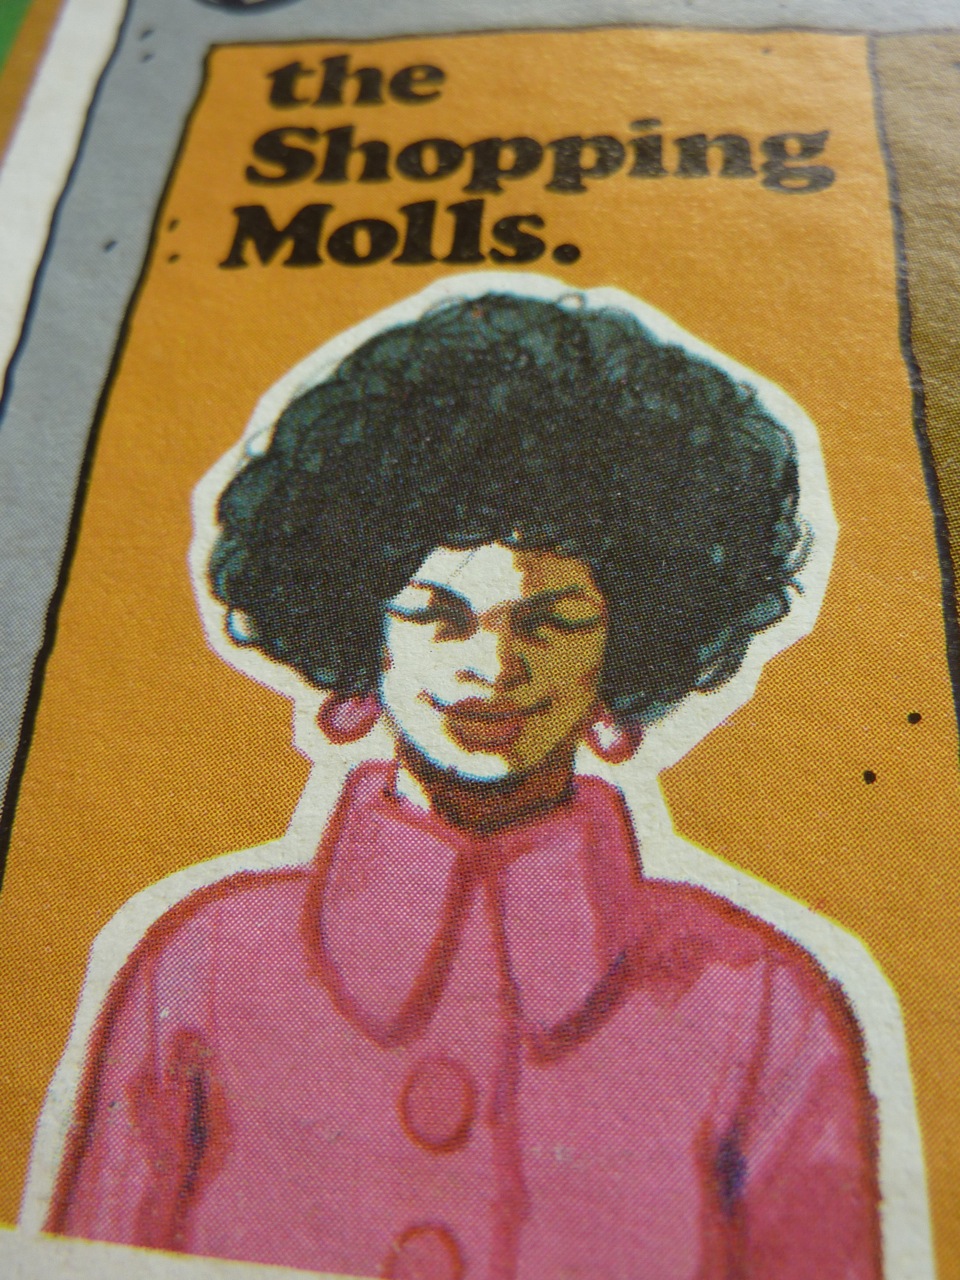 the
Shopping
Molls.